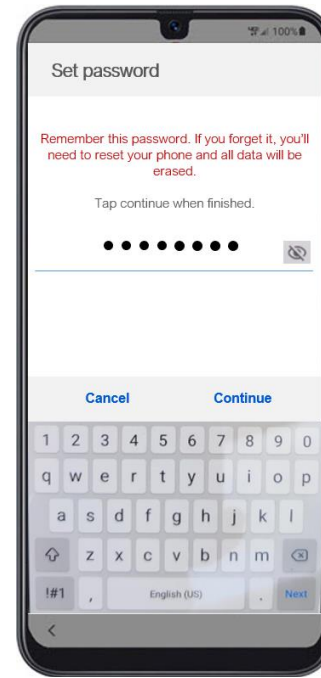 100%
Set password
Remember this password. If you forget it, you'll
need to reset your phone and all data will be
erased.
Tap continue when finished.
Cancel Continue
1 2 3 4 5 6 7 8 9 0
q w e r t y u i o p
a s d f g h j k l
z x c v b n m
!#1 , English (US) . Next